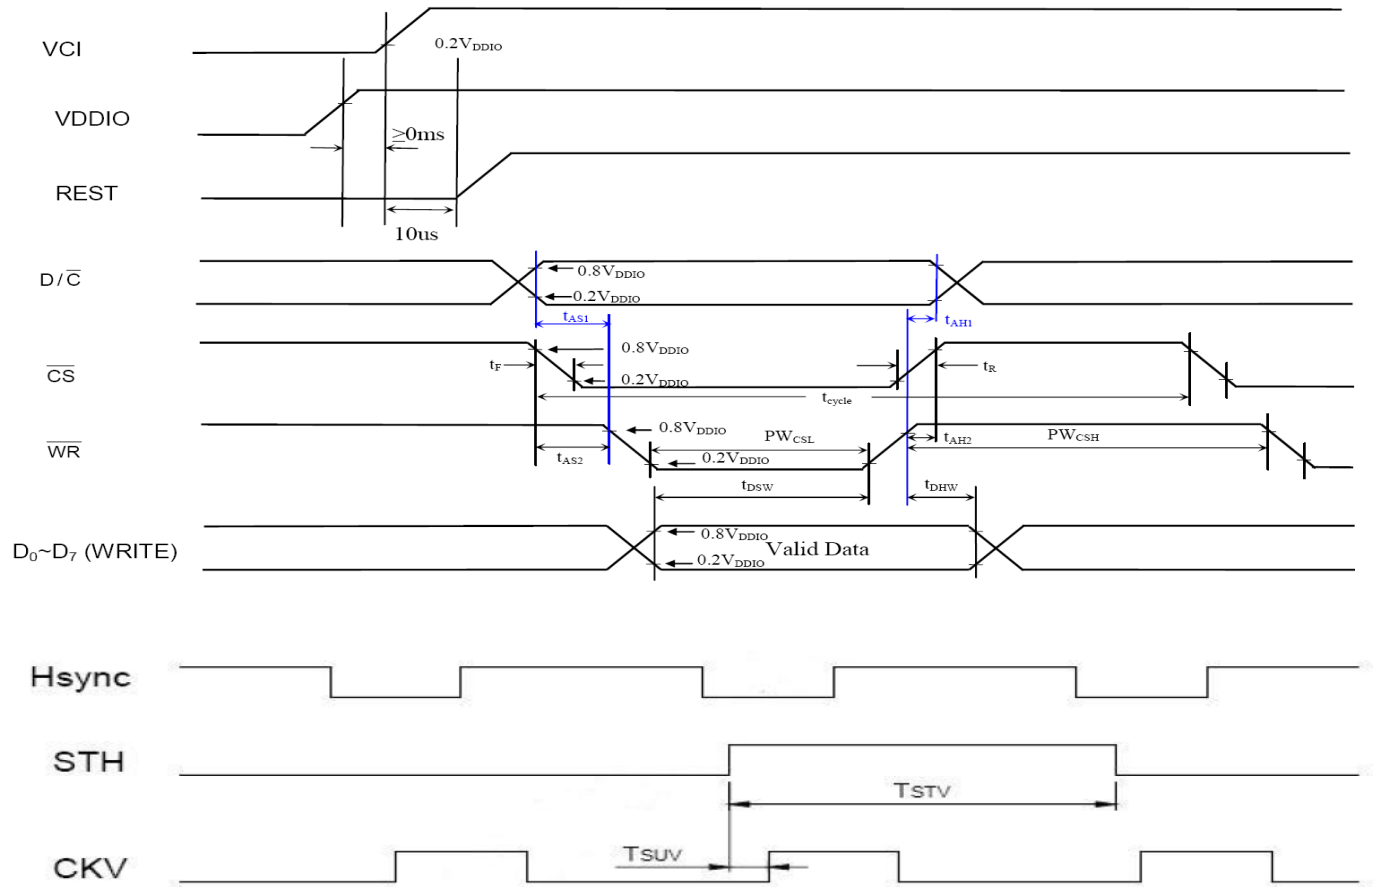 VCI
0.2VDDIO
VDDIO
≥0ms
REST
10us
D/C̅
0.8VDDIO
0.2VDDIO
tAS1
tAH1
C̅S̅
tF
0.8VDDIO
0.2VDDIO
tR
tcycle
W̅R̅
0.8VDDIO
PWCSL
tAH2
PWCSH
tAS2
0.2VDDIO
tDSW
tDHW
D0~D7 (WRITE)
0.8VDDIO
Valid Data
0.2VDDIO
Hsync
STH
TSTV
CKV
TSUV